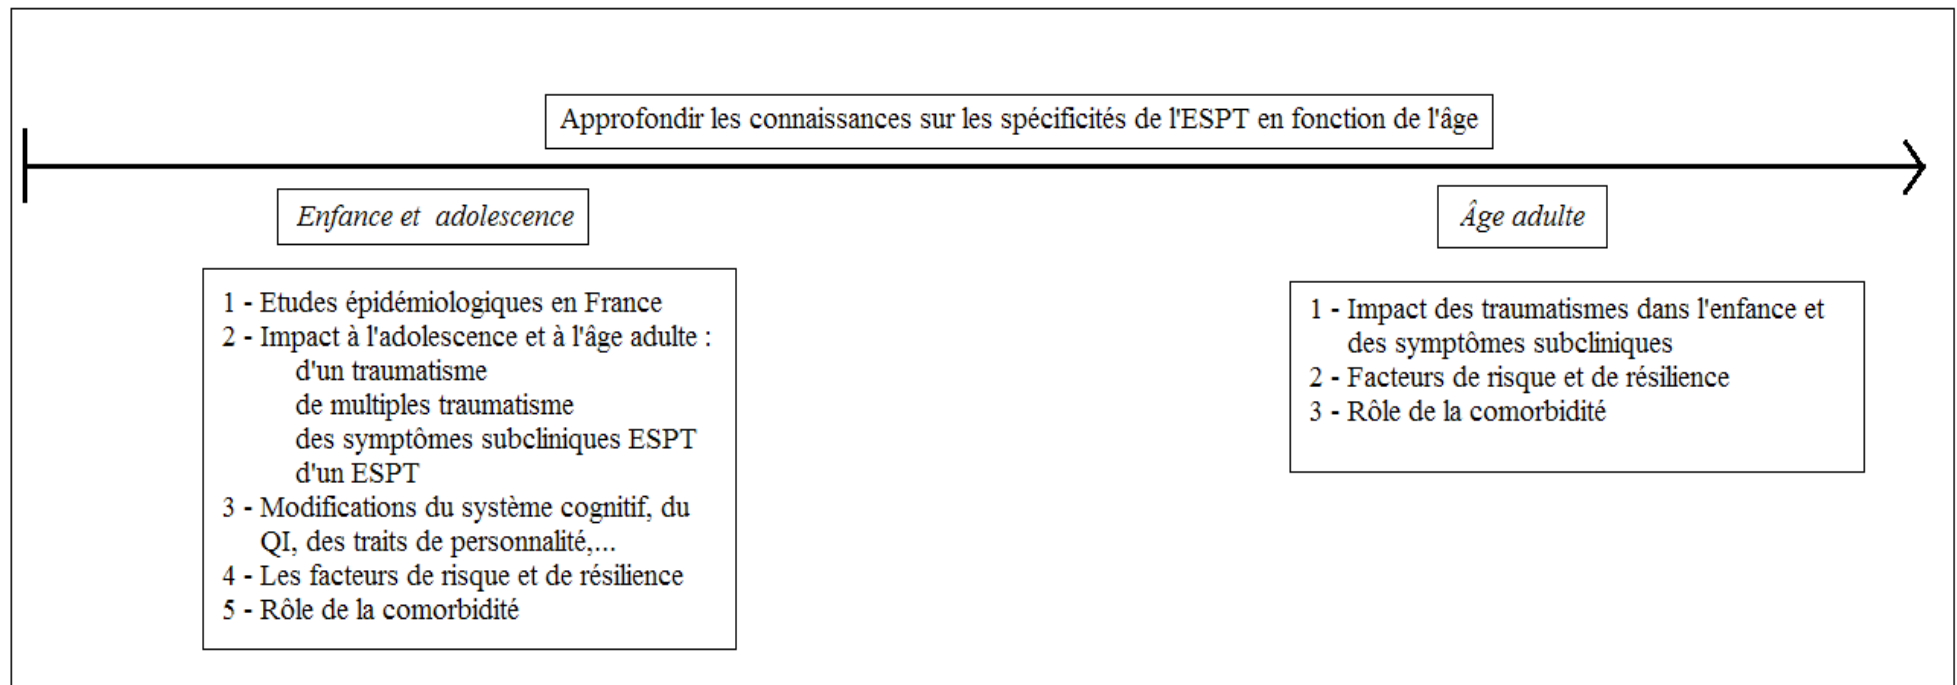 Approfondir les connaissances sur les spécificités de l'ESPT en fonction de l'âge
Enfance et adolescence
Âge adulte
1 - Etudes épidémiologiques en France
2 - Impact à l'adolescence et à l'âge adulte :
d'un traumatisme
de multiples traumatisme
des symptômes subcliniques ESPT
d'un ESPT
3 - Modifications du système cognitif, du
QI, des traits de personnalité,...
4 - Les facteurs de risque et de résilience
5 - Rôle de la comorbidité
1 - Impact des traumatismes dans l'enfance et
des symptômes subcliniques
2 - Facteurs de risque et de résilience
3 - Rôle de la comorbidité